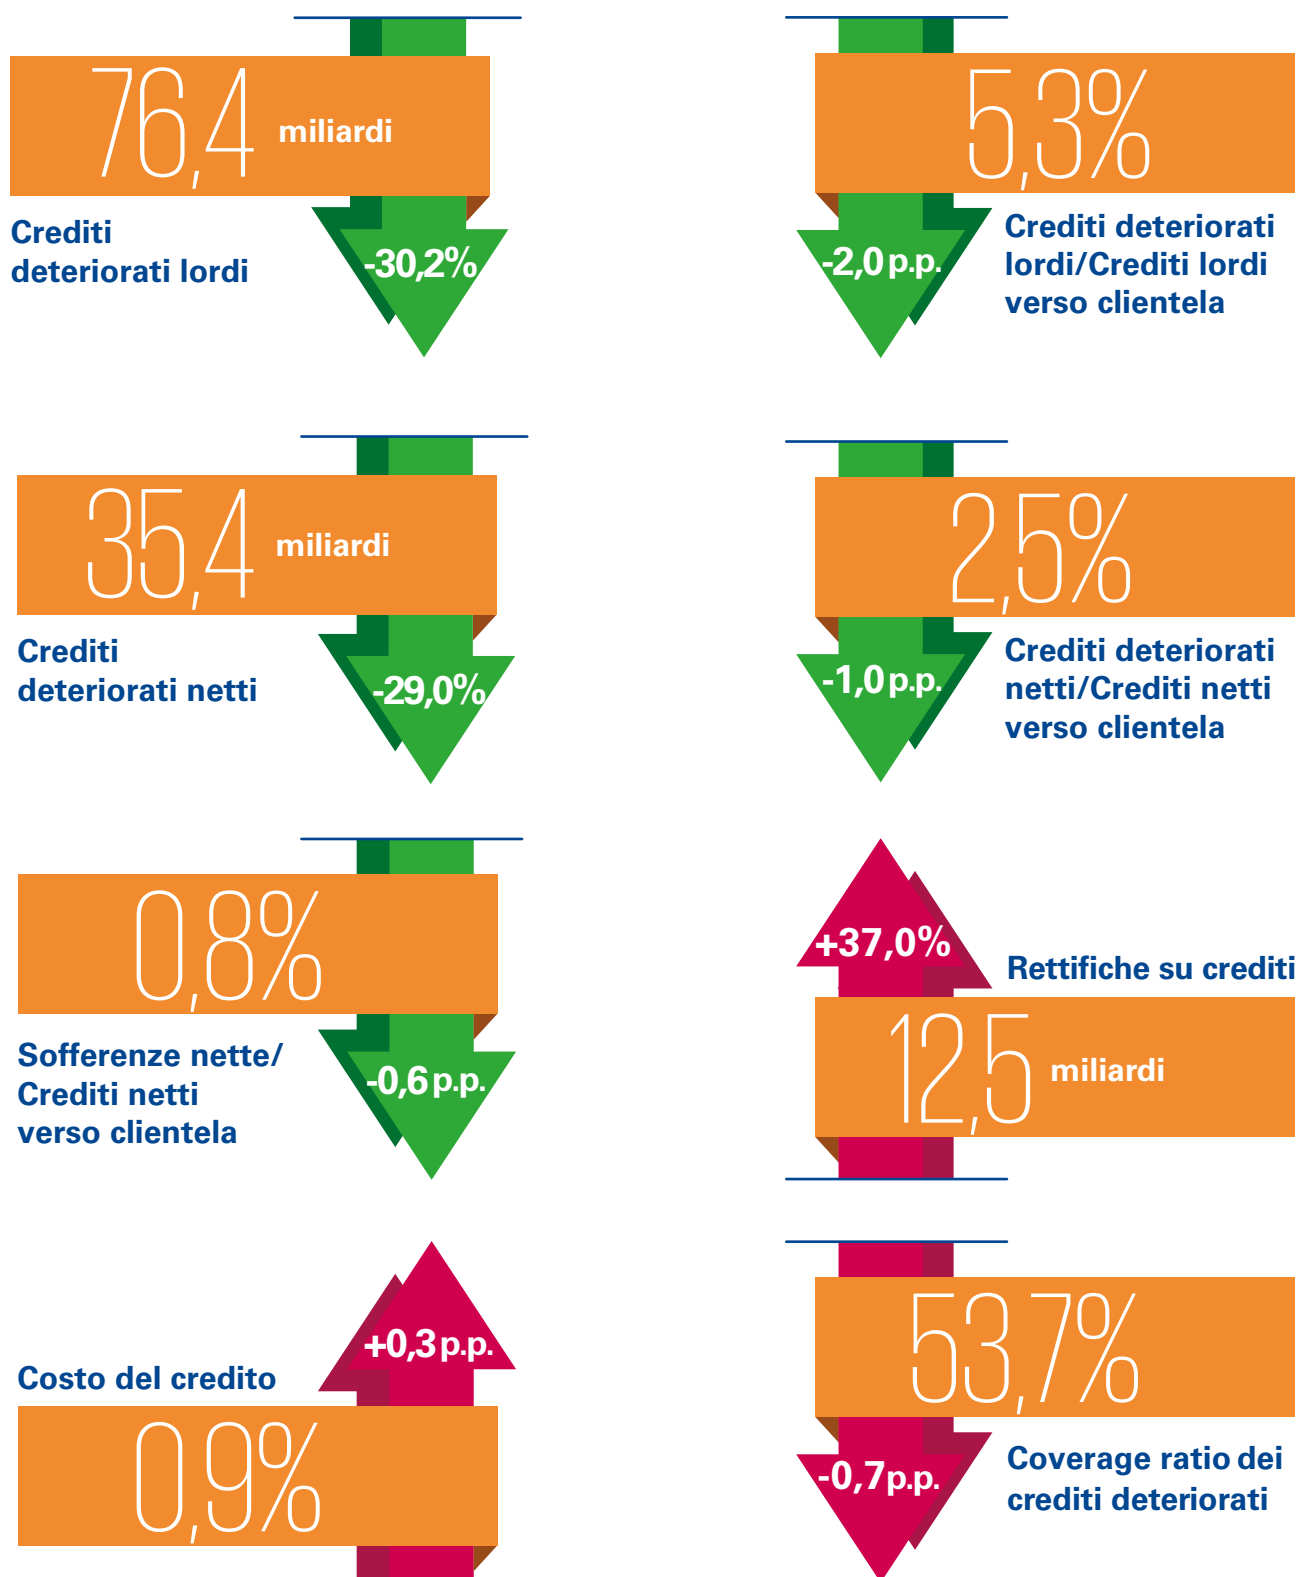 76,4 miliardi
Crediti
deteriorati lordi
-30,2%
5,3%
-2,0 p.p.
Crediti deteriorati
lordi/Crediti lordi
verso clientela
35,4 miliardi
Crediti
deteriorati netti
-29,0%
2,5%
-1,0 p.p.
Crediti deteriorati
netti/Crediti netti
verso clientela
0,8%
Sofferenze nette/
Crediti netti
verso clientela
-0,6 p.p.
+37,0%
Rettifiche su crediti
12,5 miliardi
+0,3 p.p.
Costo del credito
0,9%
53,7%
-0,7 p.p.
Coverage ratio dei
crediti deteriorati